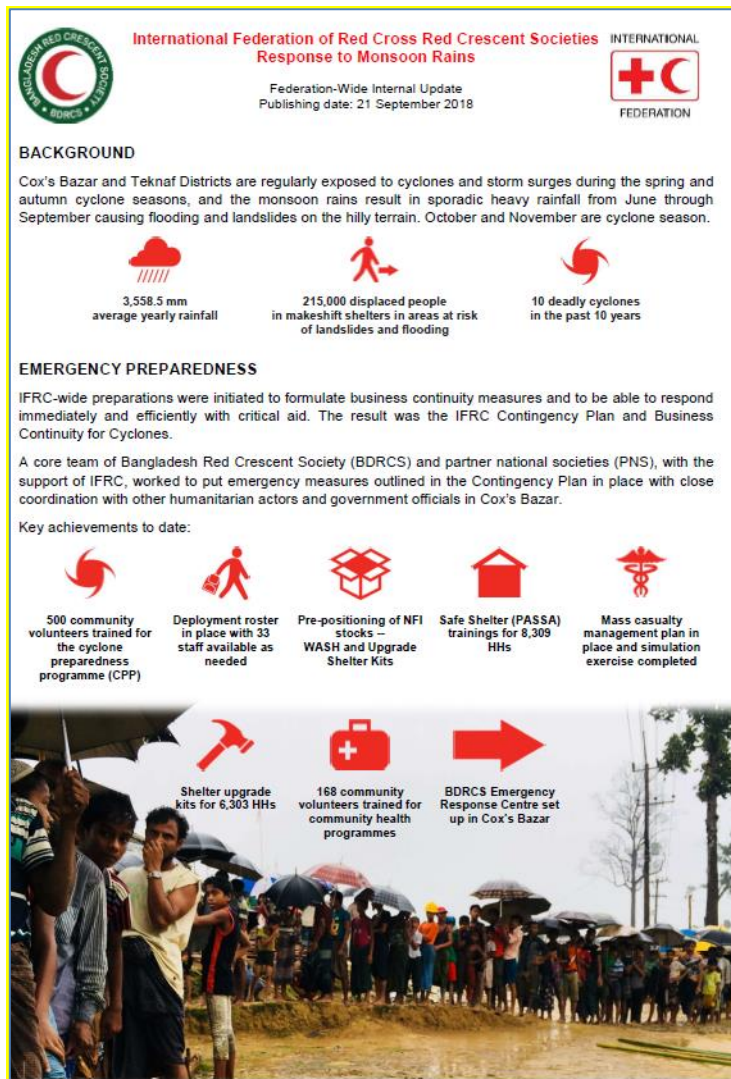 BANGLADESH RED CRESCENT SOCIETY
BDRCS
International Federation of Red Cross Red Crescent Societies
Response to Monsoon Rains
Federation-Wide Internal Update
Publishing date: 21 September 2018
INTERNATIONAL
FEDERATION
BACKGROUND
Cox's Bazar and Teknaf Districts are regularly exposed to cyclones and storm surges during the spring and
autumn cyclone seasons, and the monsoon rains result in sporadic heavy rainfall from June through
September causing flooding and landslides on the hilly terrain. October and November are cyclone season.
3,558.5 mm
average yearly rainfall
215,000 displaced people
in makeshift shelters in areas at risk
of landslides and flooding
10 deadly cyclones
in the past 10 years
EMERGENCY PREPAREDNESS
IFRC-wide preparations were initiated to formulate business continuity measures and to be able to respond
immediately and efficiently with critical aid. The result was the IFRC Contingency Plan and Business
Continuity for Cyclones.
A core team of Bangladesh Red Crescent Society (BDRCS) and partner national societies (PNS), with the
support of IFRC, worked to put emergency measures outlined in the Contingency Plan in place with close
coordination with other humanitarian actors and government officials in Cox's Bazar.
Key achievements to date:
500 community
volunteers trained for
the cyclone
preparedness
programme (CPP)
Deployment roster
in place with 33
staff available as
needed
Pre-positioning of NFI
stocks –
WASH and Upgrade
Shelter Kits
Safe Shelter (PASSA)
trainings for 8,309
HHs
Mass casualty
management plan in
place and simulation
exercise completed
Shelter upgrade
kits for 6,303 HHs
168 community
volunteers trained for
community health
programmes
BDRCS Emergency
Response Centre set
up in Cox's Bazar